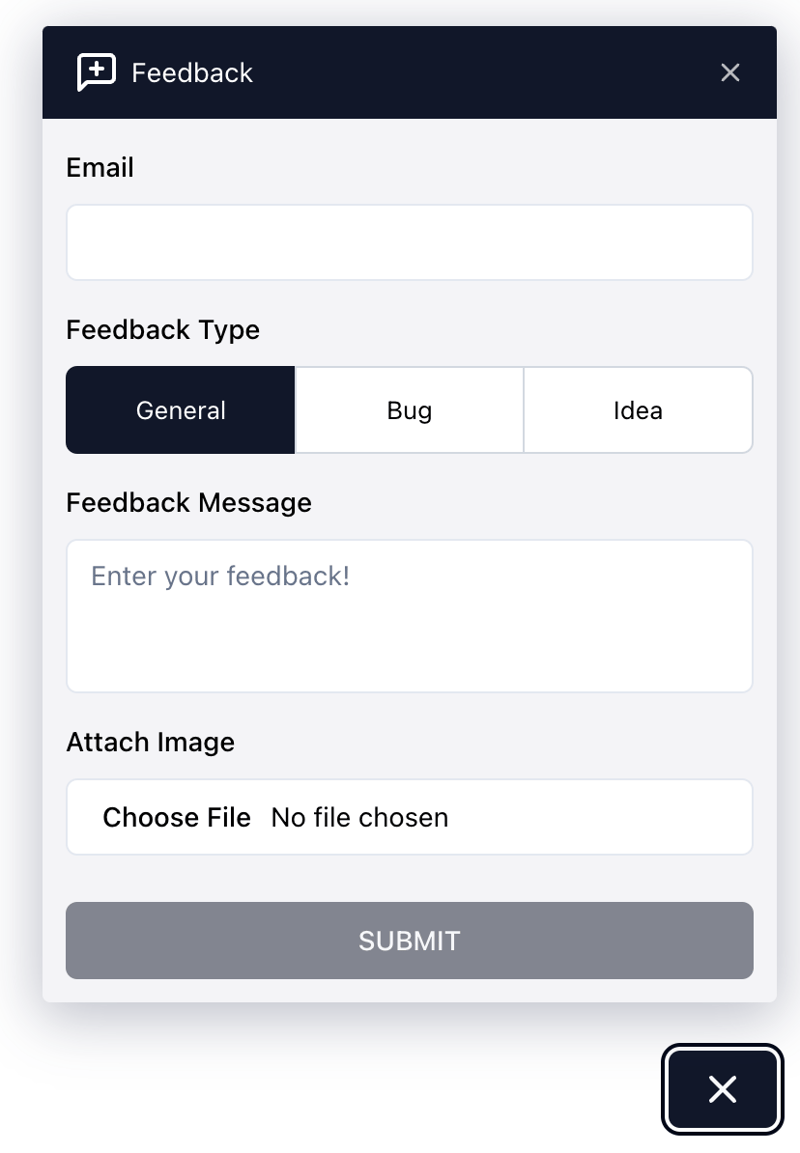 Feedback
Email
Feedback Type
General Bug Idea
Feedback Message
Enter your feedback!
Attach Image
Choose File No file chosen
SUBMIT